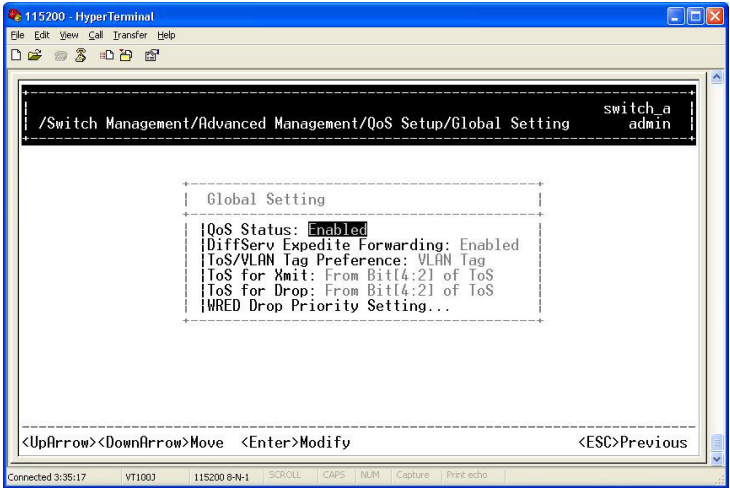 115200 - HyperTerminal
File Edit View Call Transfer Help
switch_a
/Switch Management/Advanced Management/QoS Setup/Global Setting admin
Global Setting
QoS Status: Enabled
DiffServ Expedite Forwarding: Enabled
ToS/VLAN Tag Preference: VLAN Tag
ToS for Xmit: From Bit[4:2] of ToS
ToS for Drop: From Bit[4:2] of ToS
WRED Drop Priority Setting...
<UpArrow><DownArrow>Move <Enter>Modify <ESC>Previous
Connected 3:35:17 VT100J 115200 8-N-1 SCROLL CAPS NUM Capture Print echo